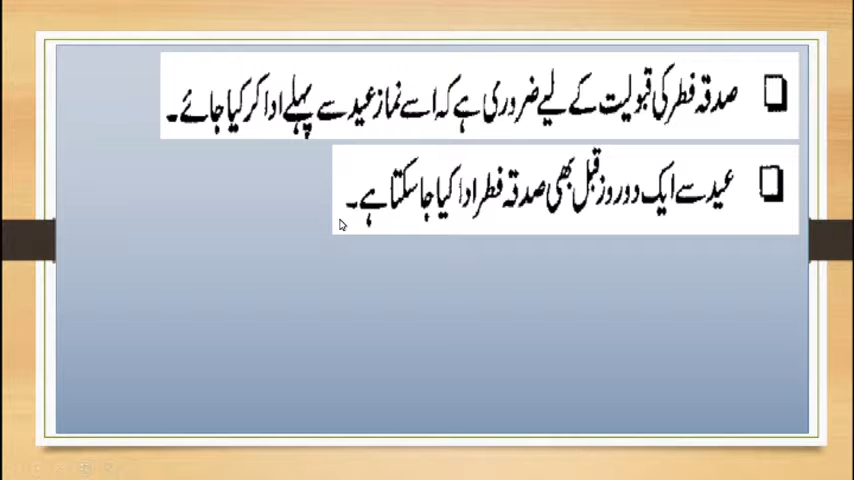 صدقہ فطر کی قبولیت کے لیے ضروری ہے کہ اسے نماز عید سے پہلے ادا کر کیا جائے۔
عید سے ایک دو روز قبل بھی صدقہ فطر ادا کیا جا سکتا ہے۔